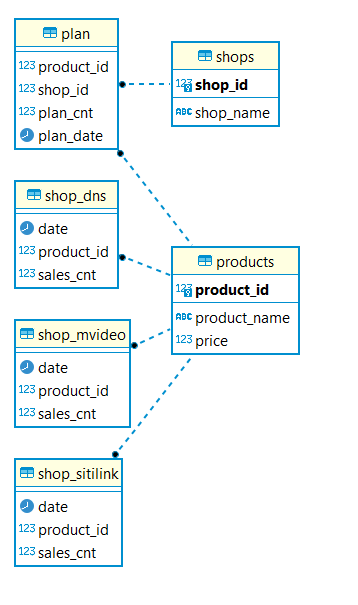 plan
123 product_id
123 shop_id
123 plan_cnt
plan_date
shops
123 shop_id
ABC shop_name
shop_dns
date
123 product_id
123 sales_cnt
products
123 product_id
ABC product_name
123 price
shop_mvideo
date
123 product_id
123 sales_cnt
shop_sitilink
date
123 product_id
123 sales_cnt